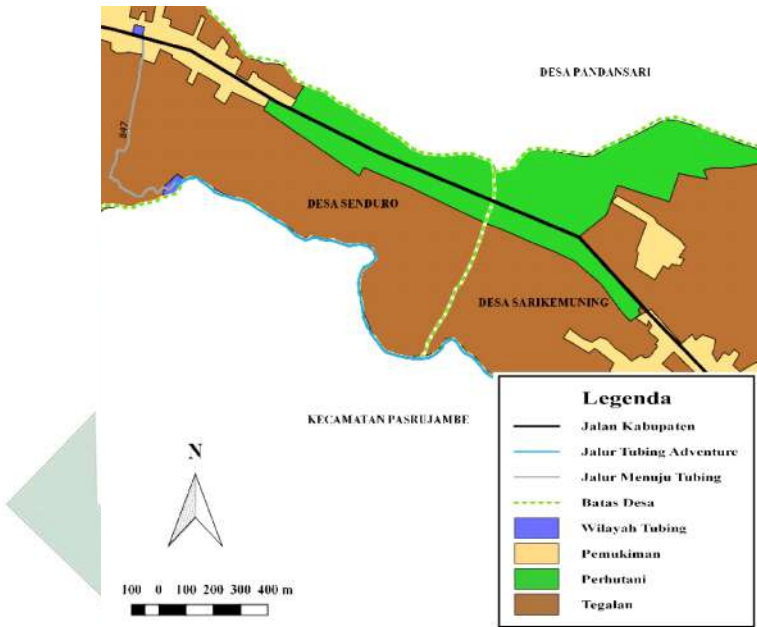 DESA PANDANSARI
847
DESA SENDURO
DESA SARIKEMUNING
KECAMATAN PASRUJAMBE
N
100 0 100 200 300 400 m
Legenda
Jalan Kabupaten
Jalur Tubing Adventure
Jalur Menuju Tubing
Batas Desa
Wilayah Tubing
Pemukiman
Perhutani
Tegalan